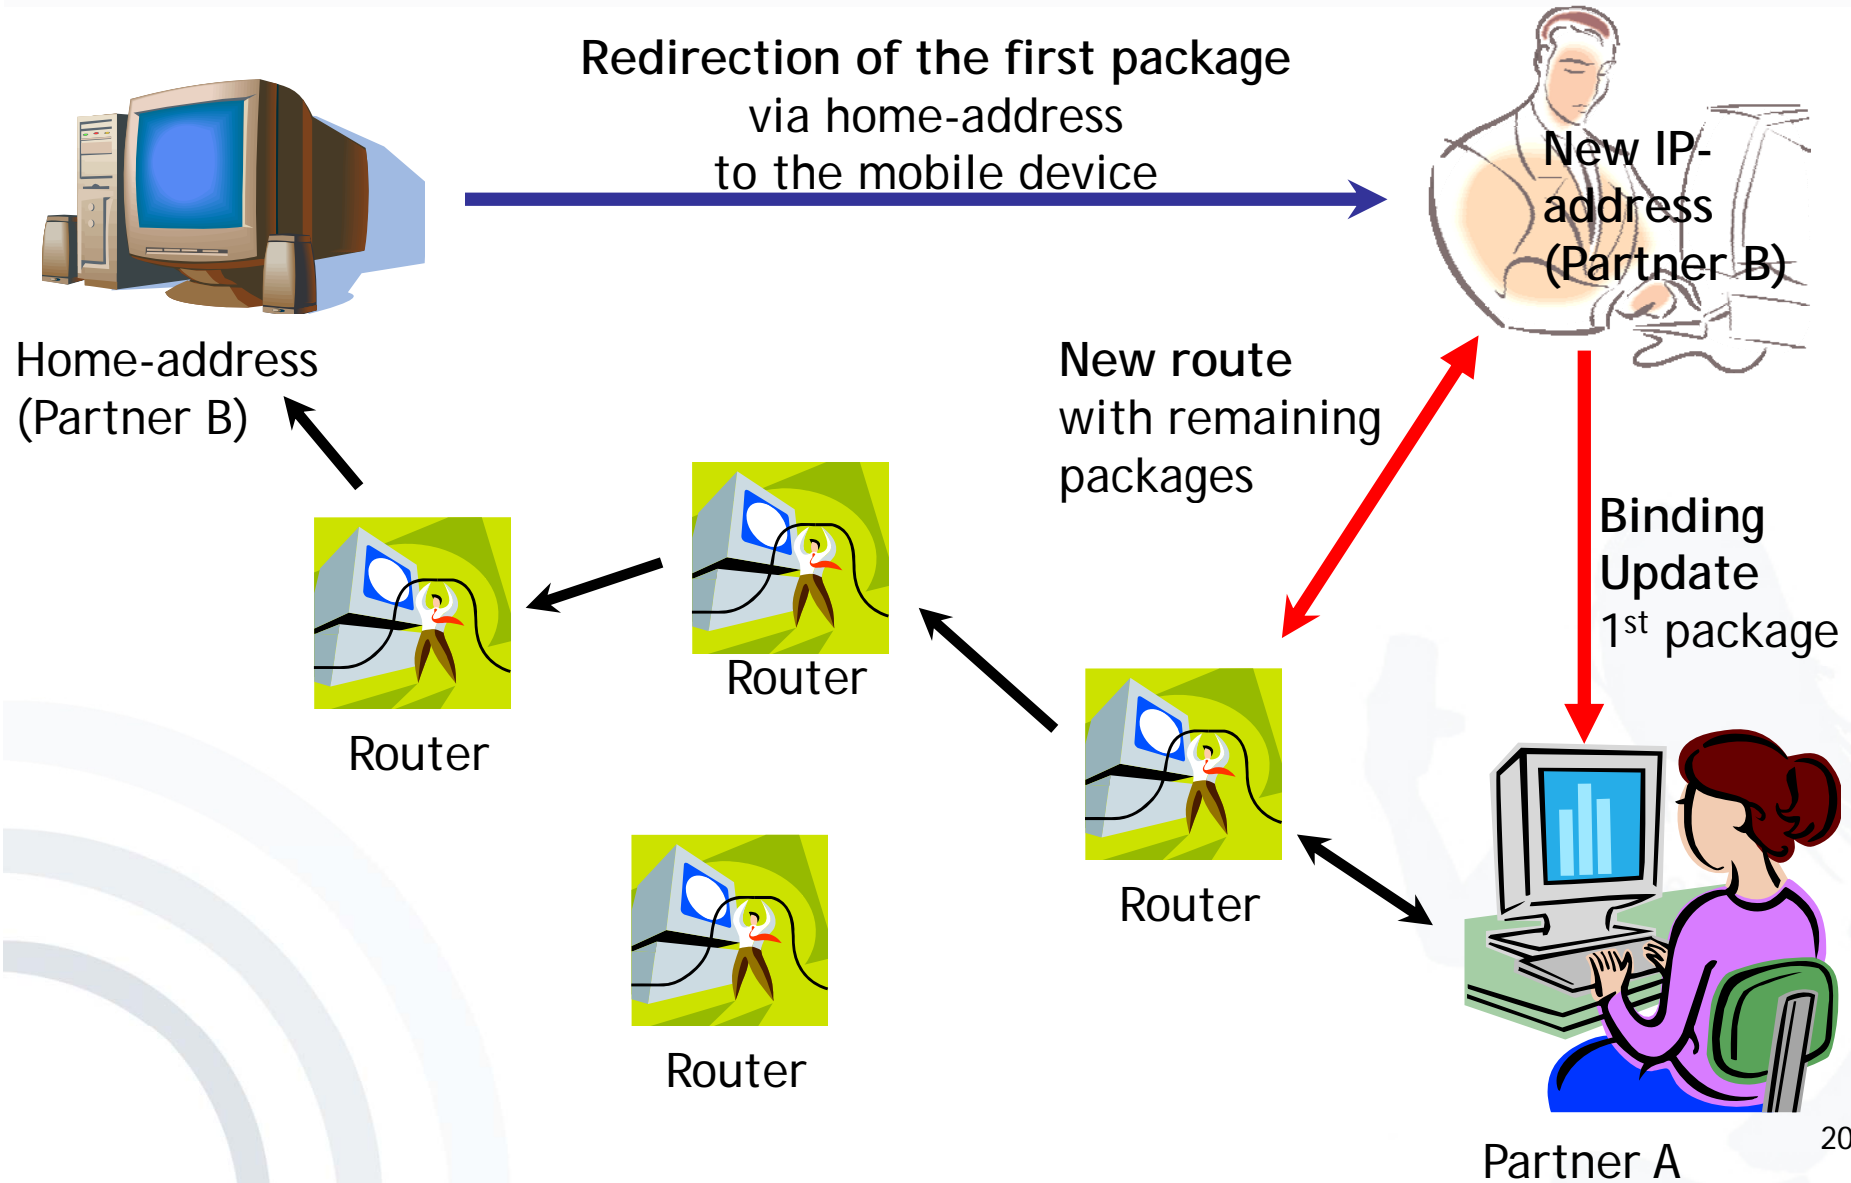 Redirection of the first package
via home-address
to the mobile device
New IP-
address
(Partner B)
Home-address
(Partner B)
New route
with remaining
packages
Binding
Update
1st package
Router
Router
Router
Router
Partner A
20